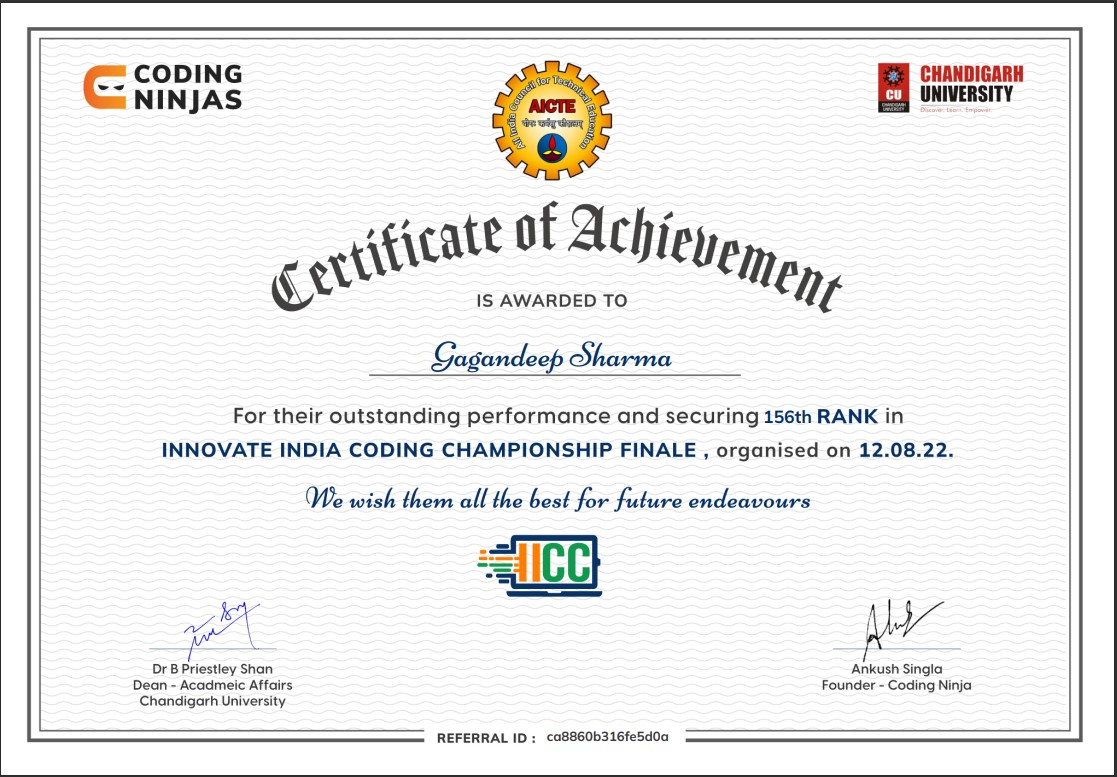 CODING
NINJAS
All India Council for Technical Education
AICTE
योगः कर्मसु कौशलम्
CU
CHANDIGARH
UNIVERSITY
CHANDIGARH
UNIVERSITY
Discover. Learn. Empower.
Certificate of Achievement
IS AWARDED TO
Gagandeep Sharma
For their outstanding performance and securing 156th RANK in
INNOVATE INDIA CODING CHAMPIONSHIP FINALE , organised on 12.08.22.
We wish them all the best for future endeavours
IICC
Dr B Priestley Shan
Dean - Acadmeic Affairs
Chandigarh University
Ankush Singla
Founder - Coding Ninja
REFERRAL ID : ca8860b316fe5d0a